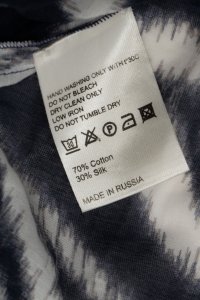 HAND WASHING ONLY WITH P30C
DO NOT BLEACH
DRY CLEAN ONLY
LOW IRON
DO NOT TUMBLE DRY
70% Cotton
30% Silk
MADE IN RUSSIA